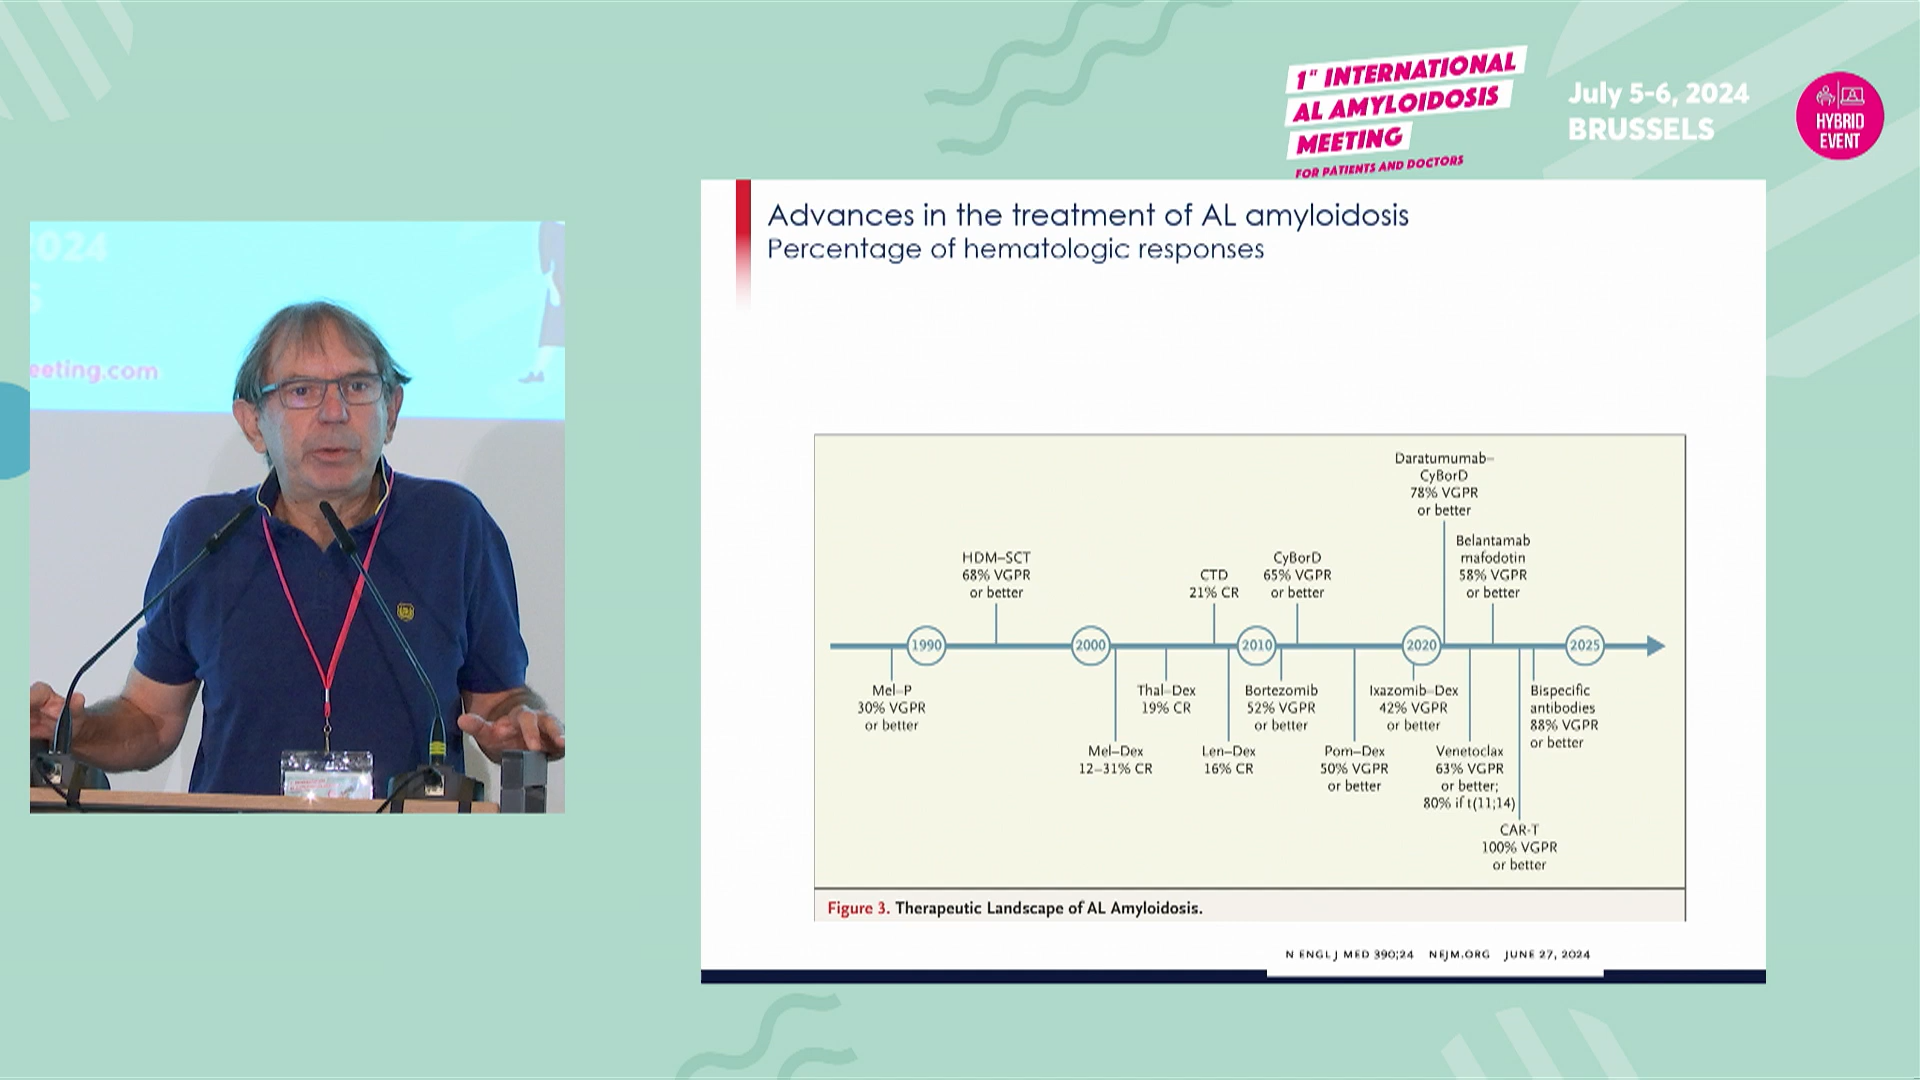 1st INTERNATIONAL
AL AMYLOIDOSIS
MEETING
FOR PATIENTS AND DOCTORS
July 5-6, 2024
BRUSSELS
HYBRID
EVENT
2024
S
eeting.com
Advances in the treatment of AL amyloidosis
Percentage of hematologic responses
Daratumumab–
CyBorD
78% VGPR
or better
Belantamab
mafodotin
58% VGPR
or better
HDM–SCT
68% VGPR
or better
CTD
21% CR
CyBorD
65% VGPR
or better
1990
2000
2010
2020
2025
Mel–P
30% VGPR
or better
Mel–Dex
12–31% CR
Thal–Dex
19% CR
Len–Dex
16% CR
Bortezomib
52% VGPR
or better
Pom–Dex
50% VGPR
or better
Ixazomib–Dex
42% VGPR
or better
Venetoclax
63% VGPR
or better;
80% if t(11;14)
CAR-T
100% VGPR
or better
Bispecific
antibodies
88% VGPR
or better
Figure 3. Therapeutic Landscape of AL Amyloidosis.
N ENGL J MED 390;24 NEJM.ORG JUNE 27, 2024